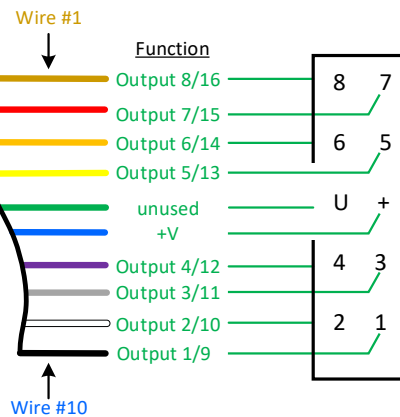 Wire #1
Function
Output 8/16
8 7
Output 7/15
Output 6/14
6 5
Output 5/13
unused
U +
+V
Output 4/12
4 3
Output 3/11
Output 2/10
2 1
Output 1/9
Wire #10